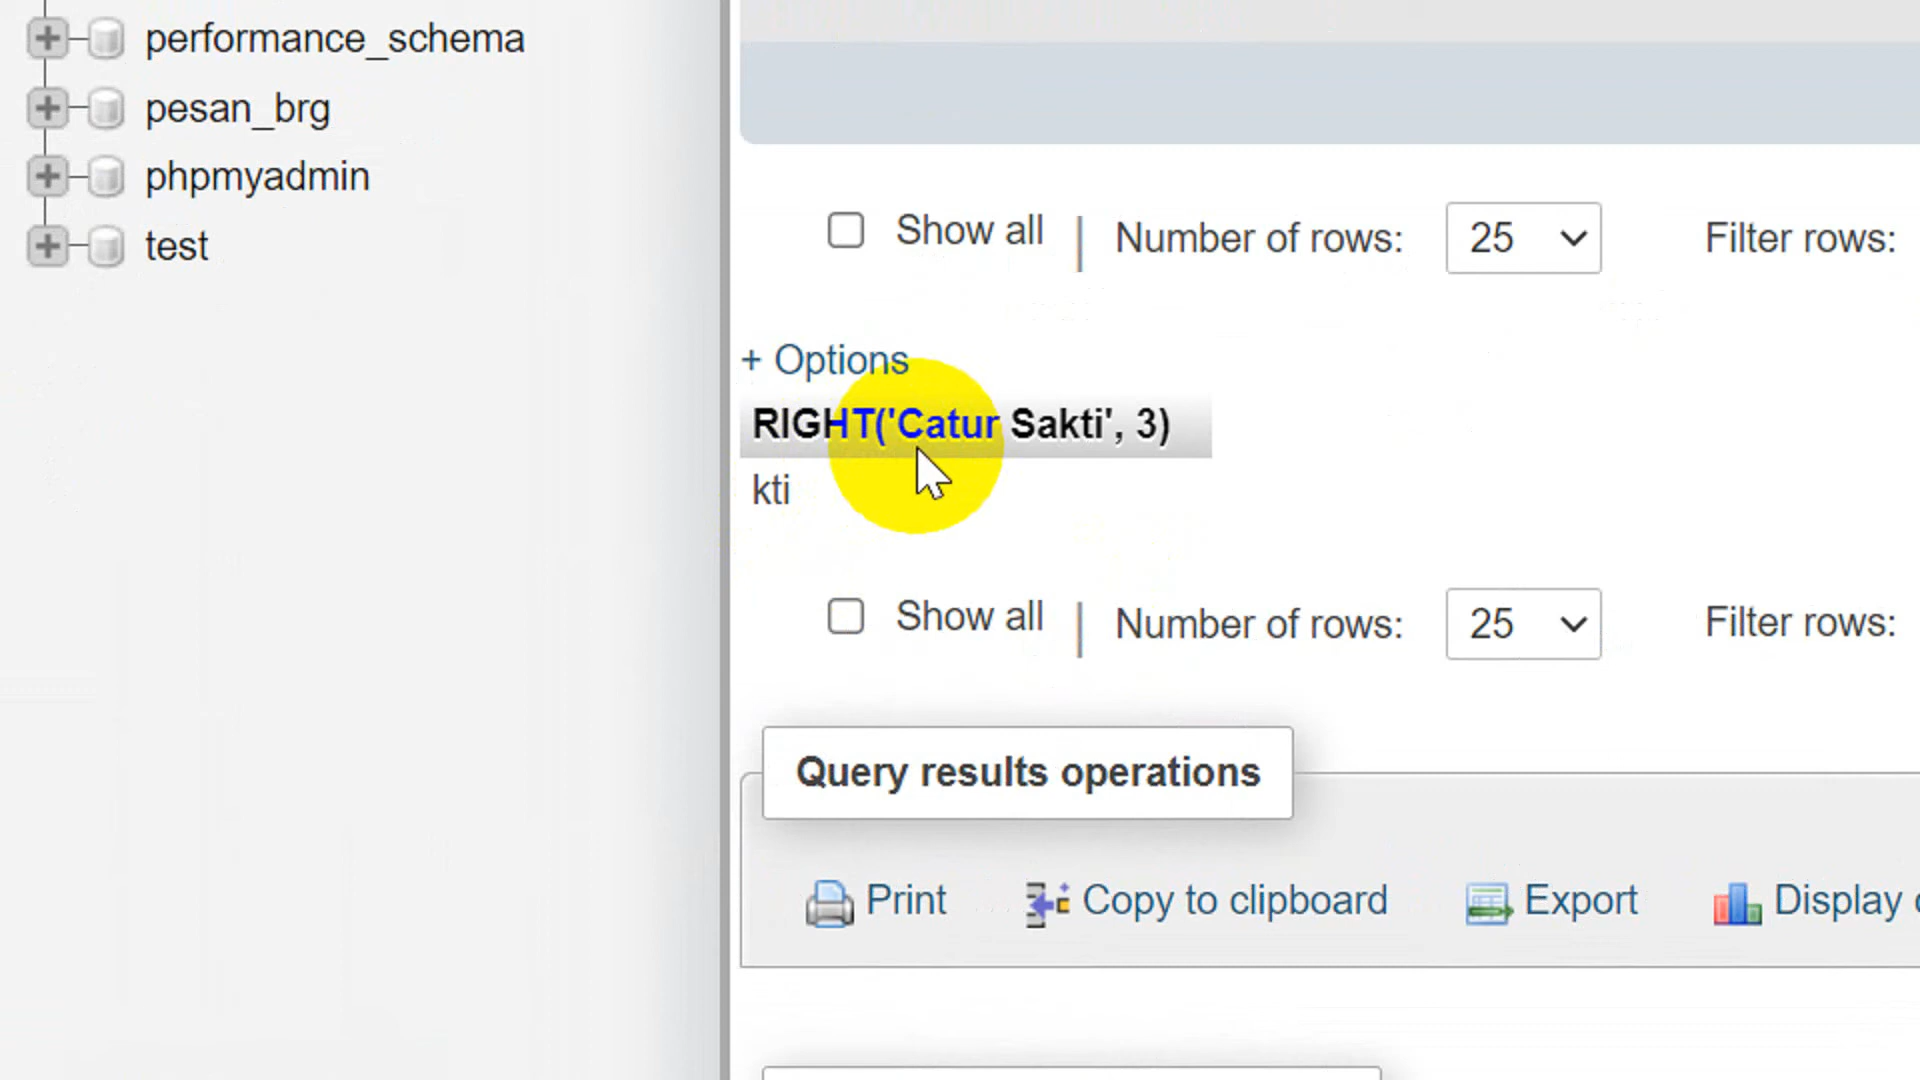 performance_schema
pesan_brg
phpmyadmin
test
Show all
Number of rows:
25
Filter rows:
+ Options
RIGHT('Catur Sakti', 3)
kti
Show all
Number of rows:
25
Filter rows:
Query results operations
Print
Copy to clipboard
Export
Display